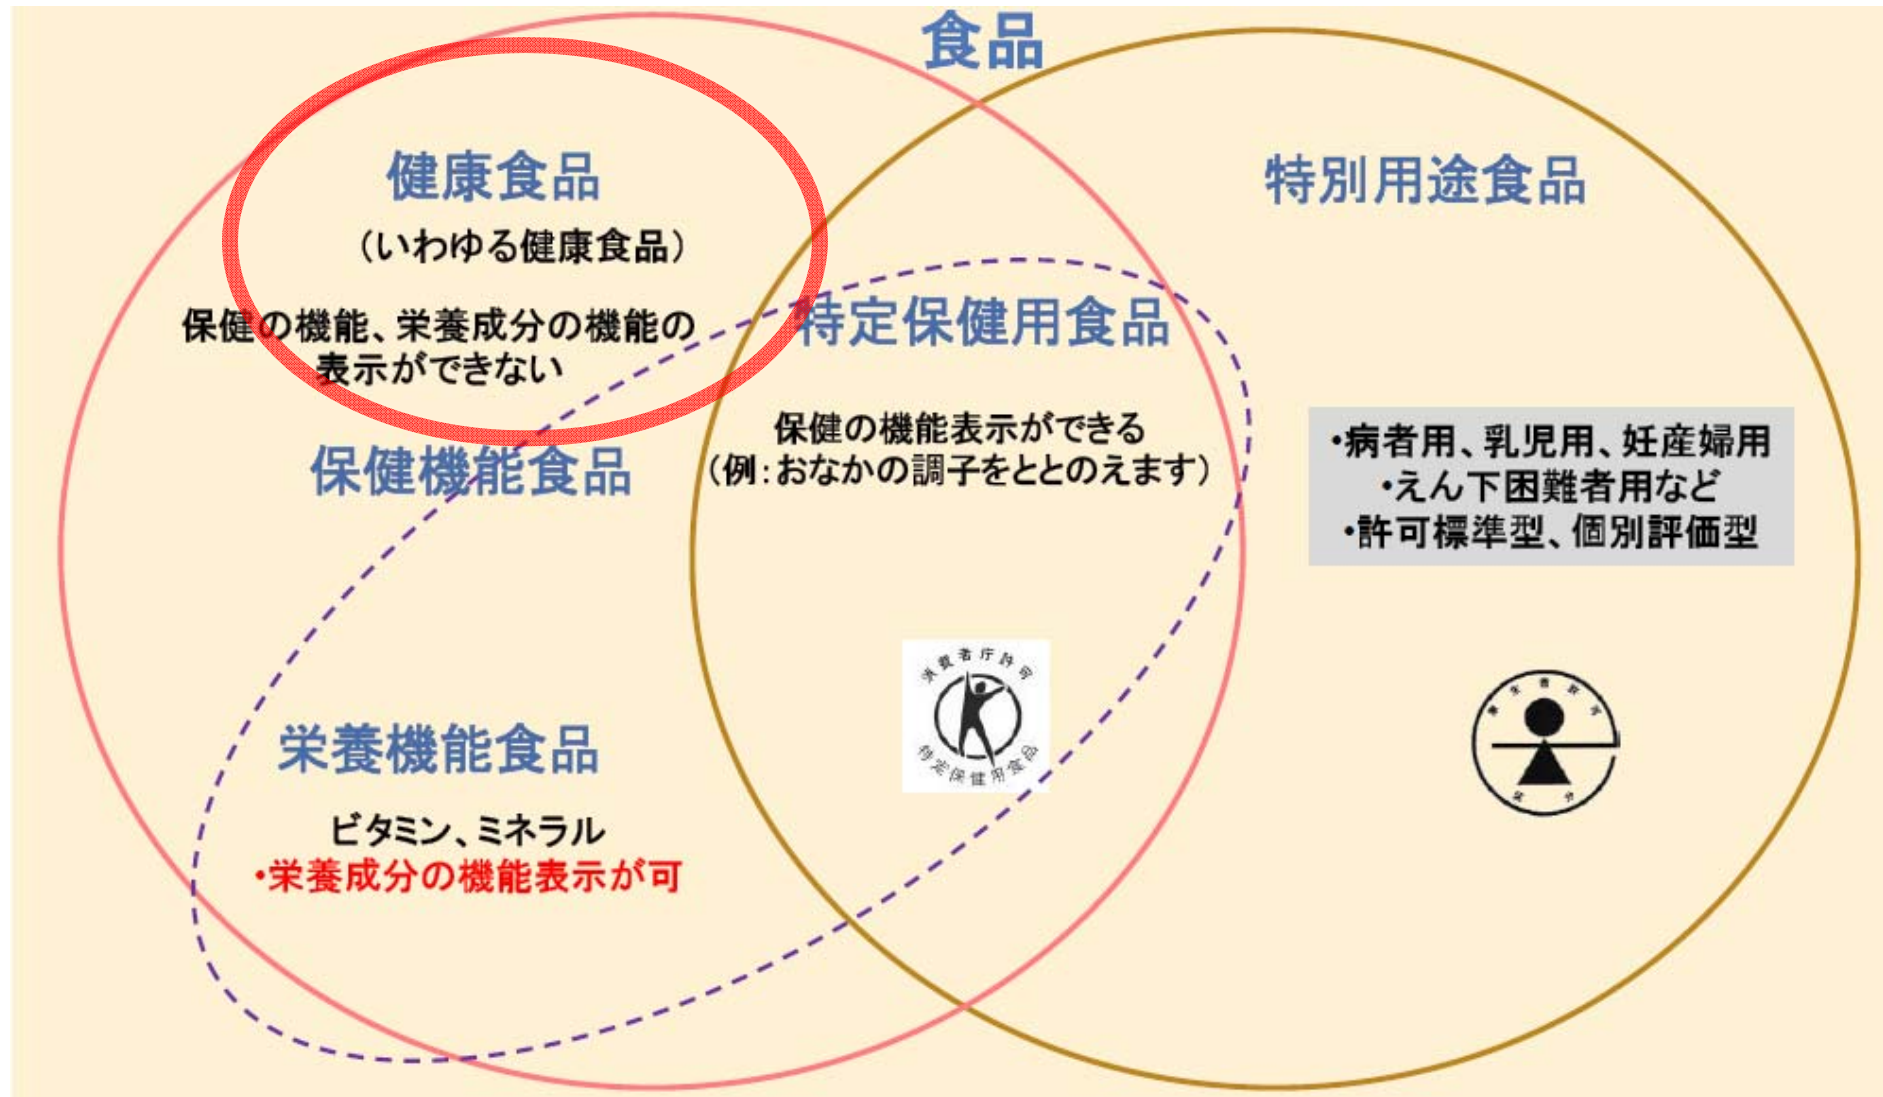 食品
健康食品
（いわゆる健康食品）
保健の機能、栄養成分の機能の
表示ができない
保健機能食品
栄養機能食品
ビタミン、ミネラル
・栄養成分の機能表示が可
特定保健用食品
保健の機能表示ができる
（例：おなかの調子をととのえます）
消費者庁許可
特定保健用食品
特別用途食品
・病者用、乳児用、妊産婦用
・えん下困難者用など
・許可標準型、個別評価型